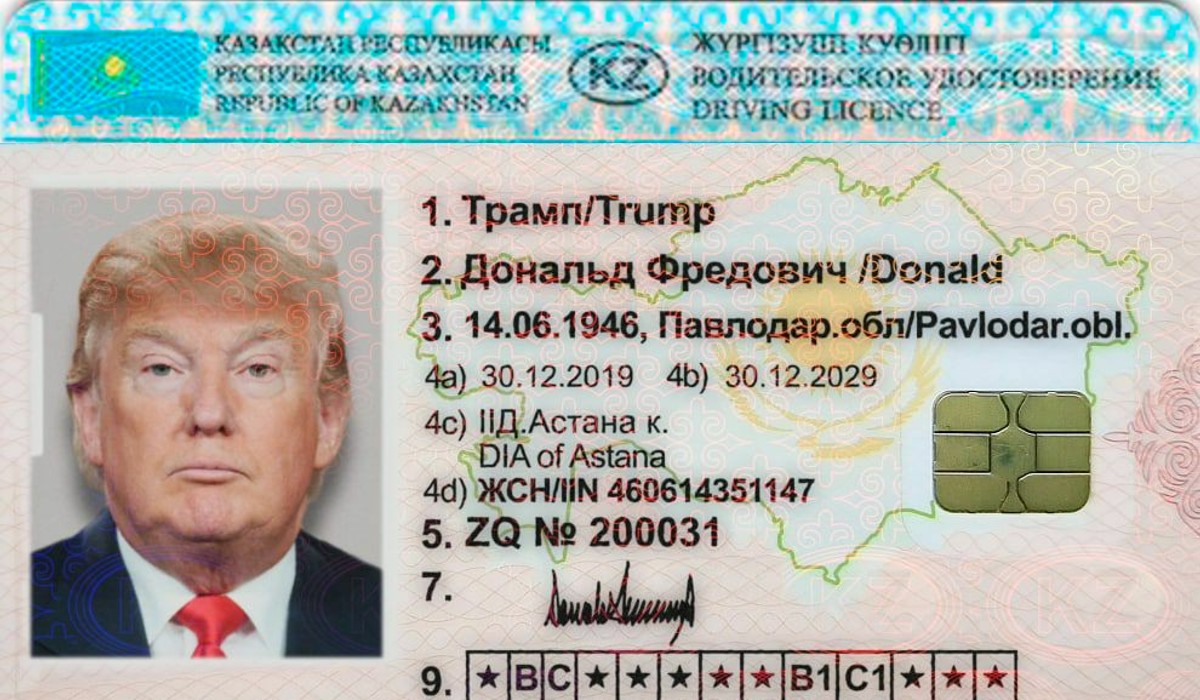 ҚАЗАҚСТАН РЕСПУБЛИКАСЫ
РЕСПУБЛИКА КАЗАХСТАН
REPUBLIC OF KAZAKHSTAN
KZ
ЖҮРГІЗУШІ КУӘЛІГІ
ВОДИТЕЛЬСКОЕ УДОСТОВЕРЕНИЕ
DRIVING LICENCE
1. Трамп/Trump
2. Дональд Фредович /Donald
3. 14.06.1946, Павлодар.обл/Pavlodar.obl.
4a) 30.12.2019 4b) 30.12.2029
4c) ІІД.Астана к.
DIA of Astana
4d) ЖСН/IIN 460614351147
5. ZQ № 200031
7.
9. ★ B C ★ ★ ★ ★ ★ B1 C1 ★ ★ ★
KZ
KZ